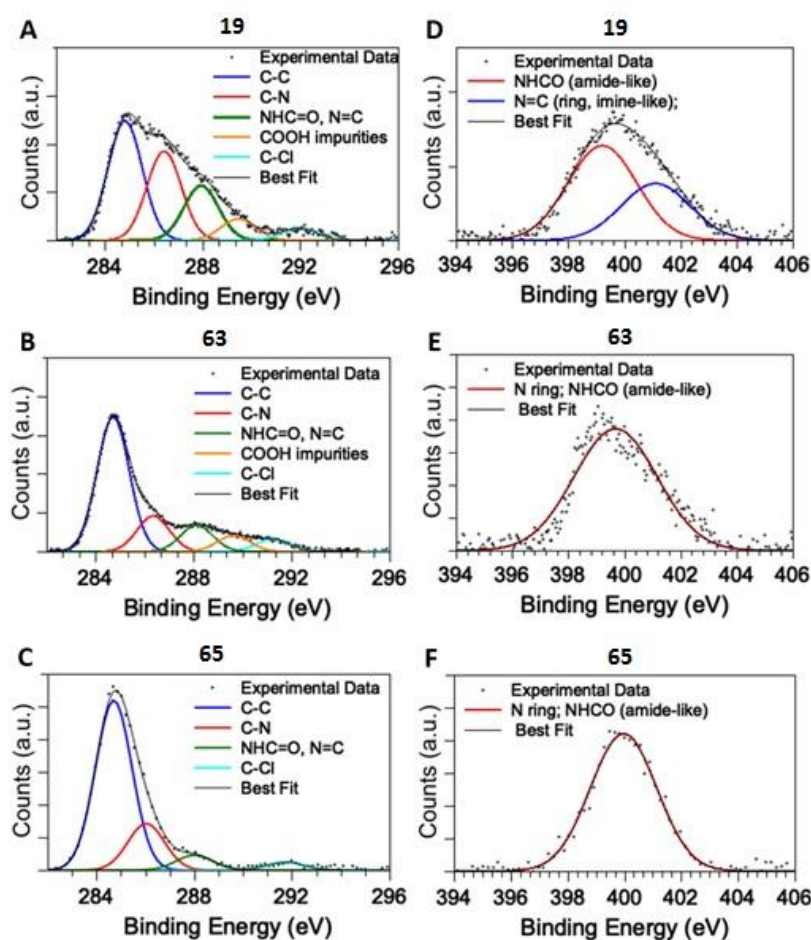 A
19
Experimental Data
C-C
C-N
NHC=O, N=C
COOH impurities
C-Cl
Best Fit
Counts (a.u.)
284 288 292 296
Binding Energy (eV)
D
19
Experimental Data
NHCO (amide-like)
N=C (ring, imine-like);
Best Fit
Counts (a.u.)
394 396 398 400 402 404 406
Binding Energy (eV)
B
63
Experimental Data
C-C
C-N
NHC=O, N=C
COOH impurities
C-Cl
Best Fit
Counts (a.u.)
284 288 292 296
Binding Energy (eV)
E
63
Experimental Data
N ring; NHCO (amide-like)
Best Fit
Counts (a.u.)
394 396 398 400 402 404 406
Binding Energy (eV)
C
65
Experimental Data
C-C
C-N
NHC=O, N=C
C-Cl
Best Fit
Counts (a.u.)
284 288 292 296
Binding Energy (eV)
F
65
Experimental Data
N ring; NHCO (amide-like)
Best Fit
Counts (a.u.)
394 396 398 400 402 404 406
Binding Energy (eV)